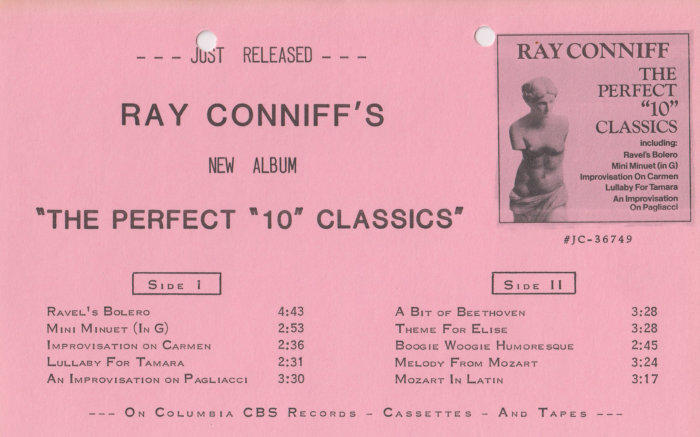 --- JUST RELEASED ---
RAY CONNIFF'S
NEW ALBUM
"THE PERFECT "10" CLASSICS"
RAY CONNIFF
THE
PERFECT
"10"
CLASSICS
including:
Ravel's Bolero
Mini Minuet (in G)
Improvisation On Carmen
Lullaby For Tamara
An Improvisation
On Pagliacci
#JC-36749
SIDE I
RAVEL'S BOLERO 4:43
MINI MINUET (IN G) 2:53
IMPROVISATION ON CARMEN 2:36
LULLABY FOR TAMARA 2:31
AN IMPROVISATION ON PAGLIACCI 3:30
SIDE II
A BIT OF BEETHOVEN 3:28
THEME FOR ELISE 3:28
BOOGIE WOOGIE HUMORESQUE 2:45
MELODY FROM MOZART 3:24
MOZART IN LATIN 3:17
--- ON COLUMBIA CBS RECORDS - CASSETTES - AND TAPES ---